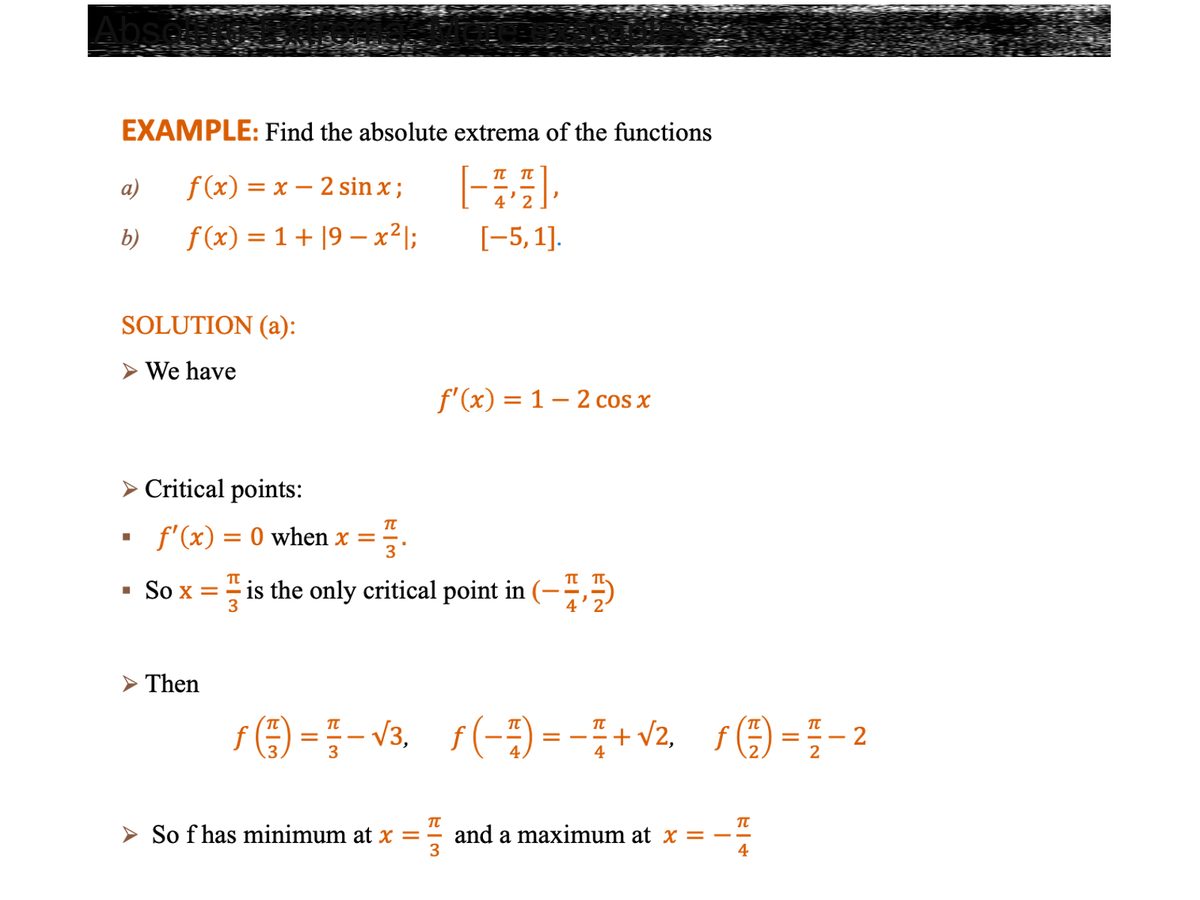 EXAMPLE: Find the absolute extrema of the functions
a) f(x) = x − 2 sin x; [−π/4, π/2],
b) f(x) = 1 + |9 − x²|; [−5, 1].
SOLUTION (a):
➢ We have
f′(x) = 1 − 2 cos x
➢ Critical points:
▪ f′(x) = 0 when x = π/3.
▪ So x = π/3 is the only critical point in (−π/4, π/2)
➢ Then
f(π/3) = π/3 − √3, f(−π/4) = −π/4 + √2, f(π/2) = π/2 − 2
➢ So f has minimum at x = π/3 and a maximum at x = −π/4